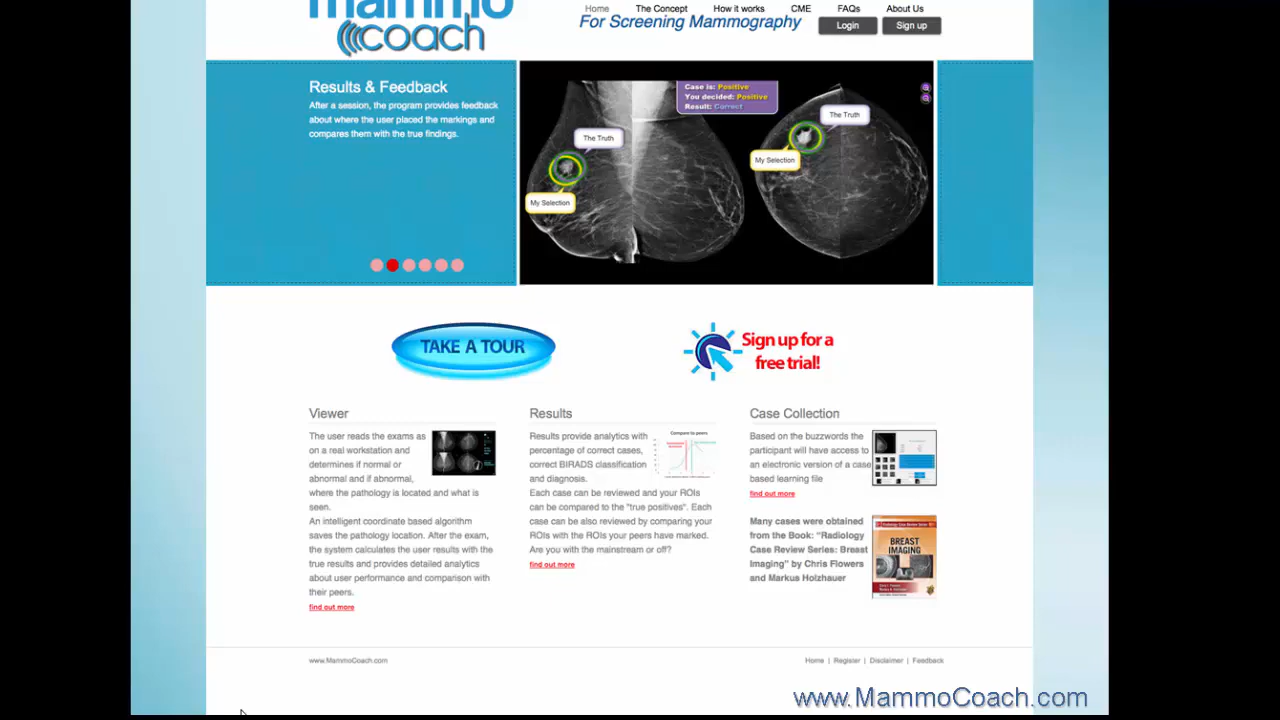 mammo
coach
Home The Concept How it works CME FAQs About Us
For Screening Mammography
Login Sign up
Results & Feedback
After a session, the program provides feedback
about where the user placed the markings and
compares them with the true findings.
Case is: Positive
You decided: Positive
Result: Correct
The Truth
My Selection
The Truth
My Selection
TAKE A TOUR
Sign up for a
free trial!
Viewer
The user reads the exams as
on a real workstation and
determines if normal or
abnormal and if abnormal,
where the pathology is located and what is
seen.
An intelligent coordinate based algorithm
saves the pathology location. After the exam,
the system calculates the user results with the
true results and provides detailed analytics
about user performance and comparison with
their peers.
find out more
Results
Compare to peers
Results provide analytics with
percentage of correct cases,
correct BIRADS classification
and diagnosis.
Each case can be reviewed and your ROIs
can be compared to the "true positives". Each
case can be also reviewed by comparing your
ROIs with the ROIs your peers have marked.
Are you with the mainstream or off?
find out more
Case Collection
Based on the buzzwords the
participant will have access to
an electronic version of a case
based learning file
find out more
Many cases were obtained
from the Book: “Radiology
Case Review Series: Breast
Imaging” by Chris Flowers
and Markus Holzhauer
BREAST
IMAGING
www.MammoCoach.com
Home | Register | Disclaimer | Feedback
www.MammoCoach.com